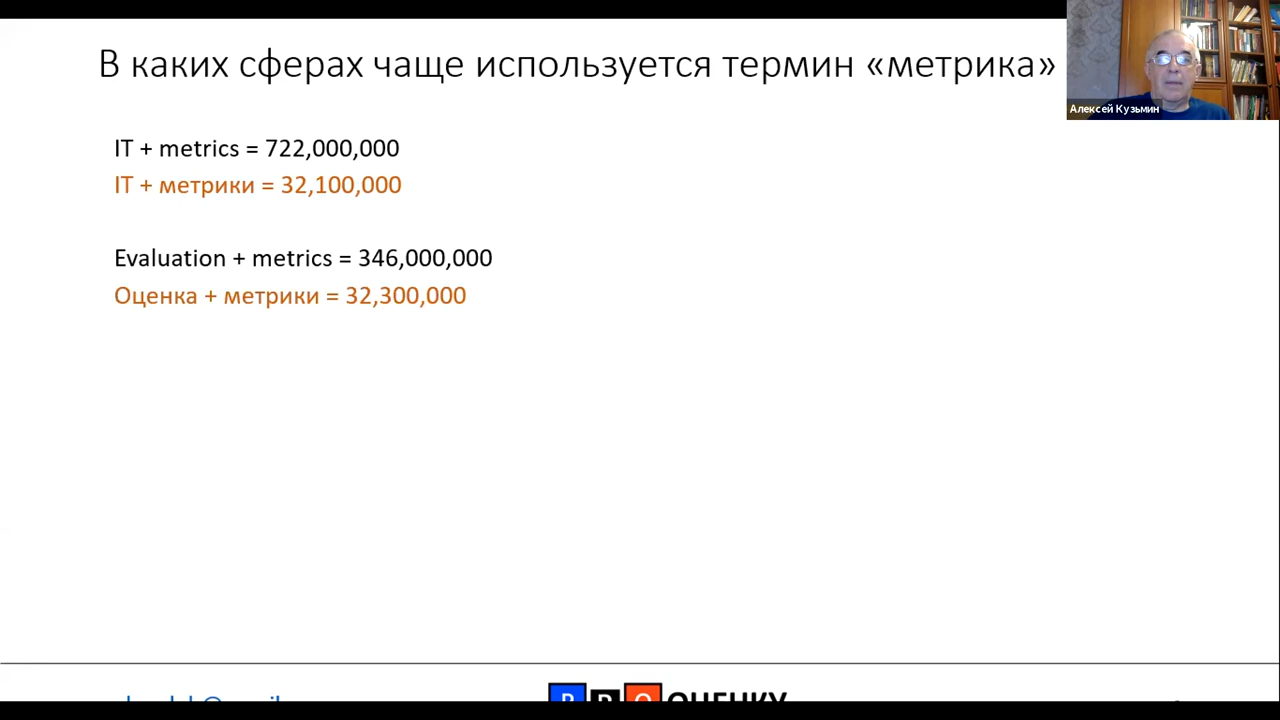 В каких сферах чаще используется термин «метрика»
Алексей Кузьмин
IT + metrics = 722,000,000
IT + метрики = 32,100,000
Evaluation + metrics = 346,000,000
Оценка + метрики = 32,300,000
ОЦЕНКУ